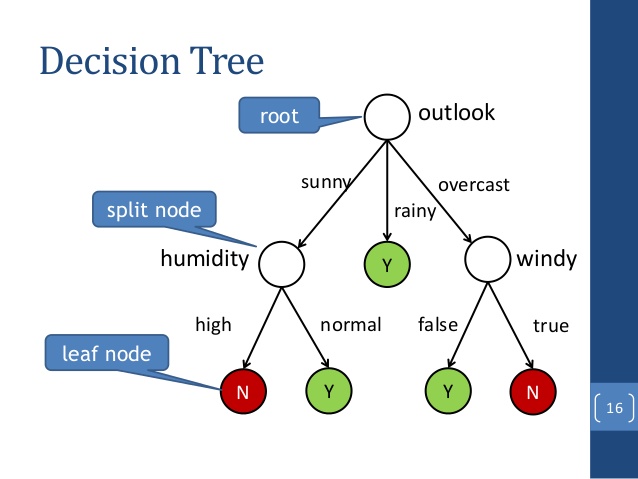 Decision Tree
root
outlook
sunny
rainy
overcast
split node
humidity
Y
windy
high
normal
false
true
leaf node
N
Y
Y
N
16